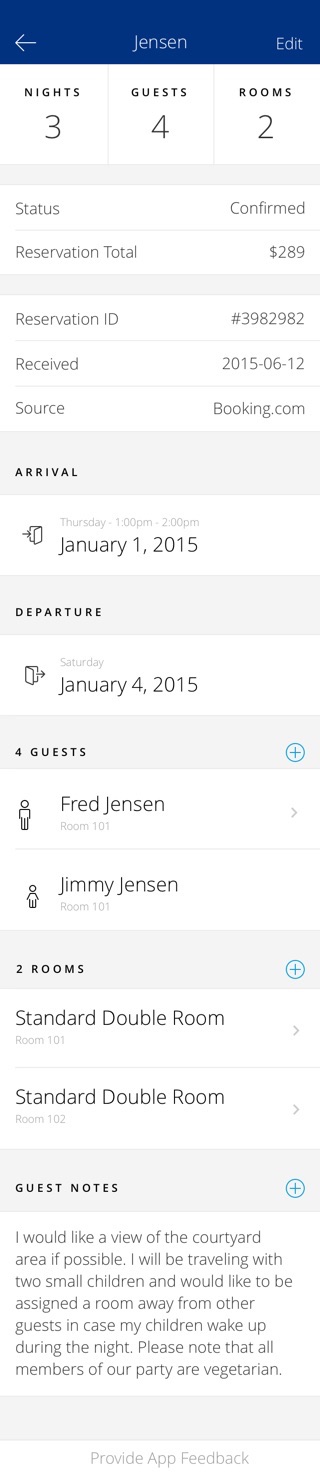 Jensen
Edit
NIGHTS
GUESTS
ROOMS
3
4
2
Status
Confirmed
Reservation Total
$289
Reservation ID
#3982982
Received
2015-06-12
Source
Booking.com
ARRIVAL
Thursday - 1:00pm - 2:00pm
January 1, 2015
DEPARTURE
Saturday
January 4, 2015
4 GUESTS
Fred Jensen
Room 101
Jimmy Jensen
Room 101
2 ROOMS
Standard Double Room
Room 101
Standard Double Room
Room 102
GUEST NOTES
I would like a view of the courtyard
area if possible. I will be traveling with
two small children and would like to be
assigned a room away from other
guests in case my children wake up
during the night. Please note that all
members of our party are vegetarian.
Provide App Feedback